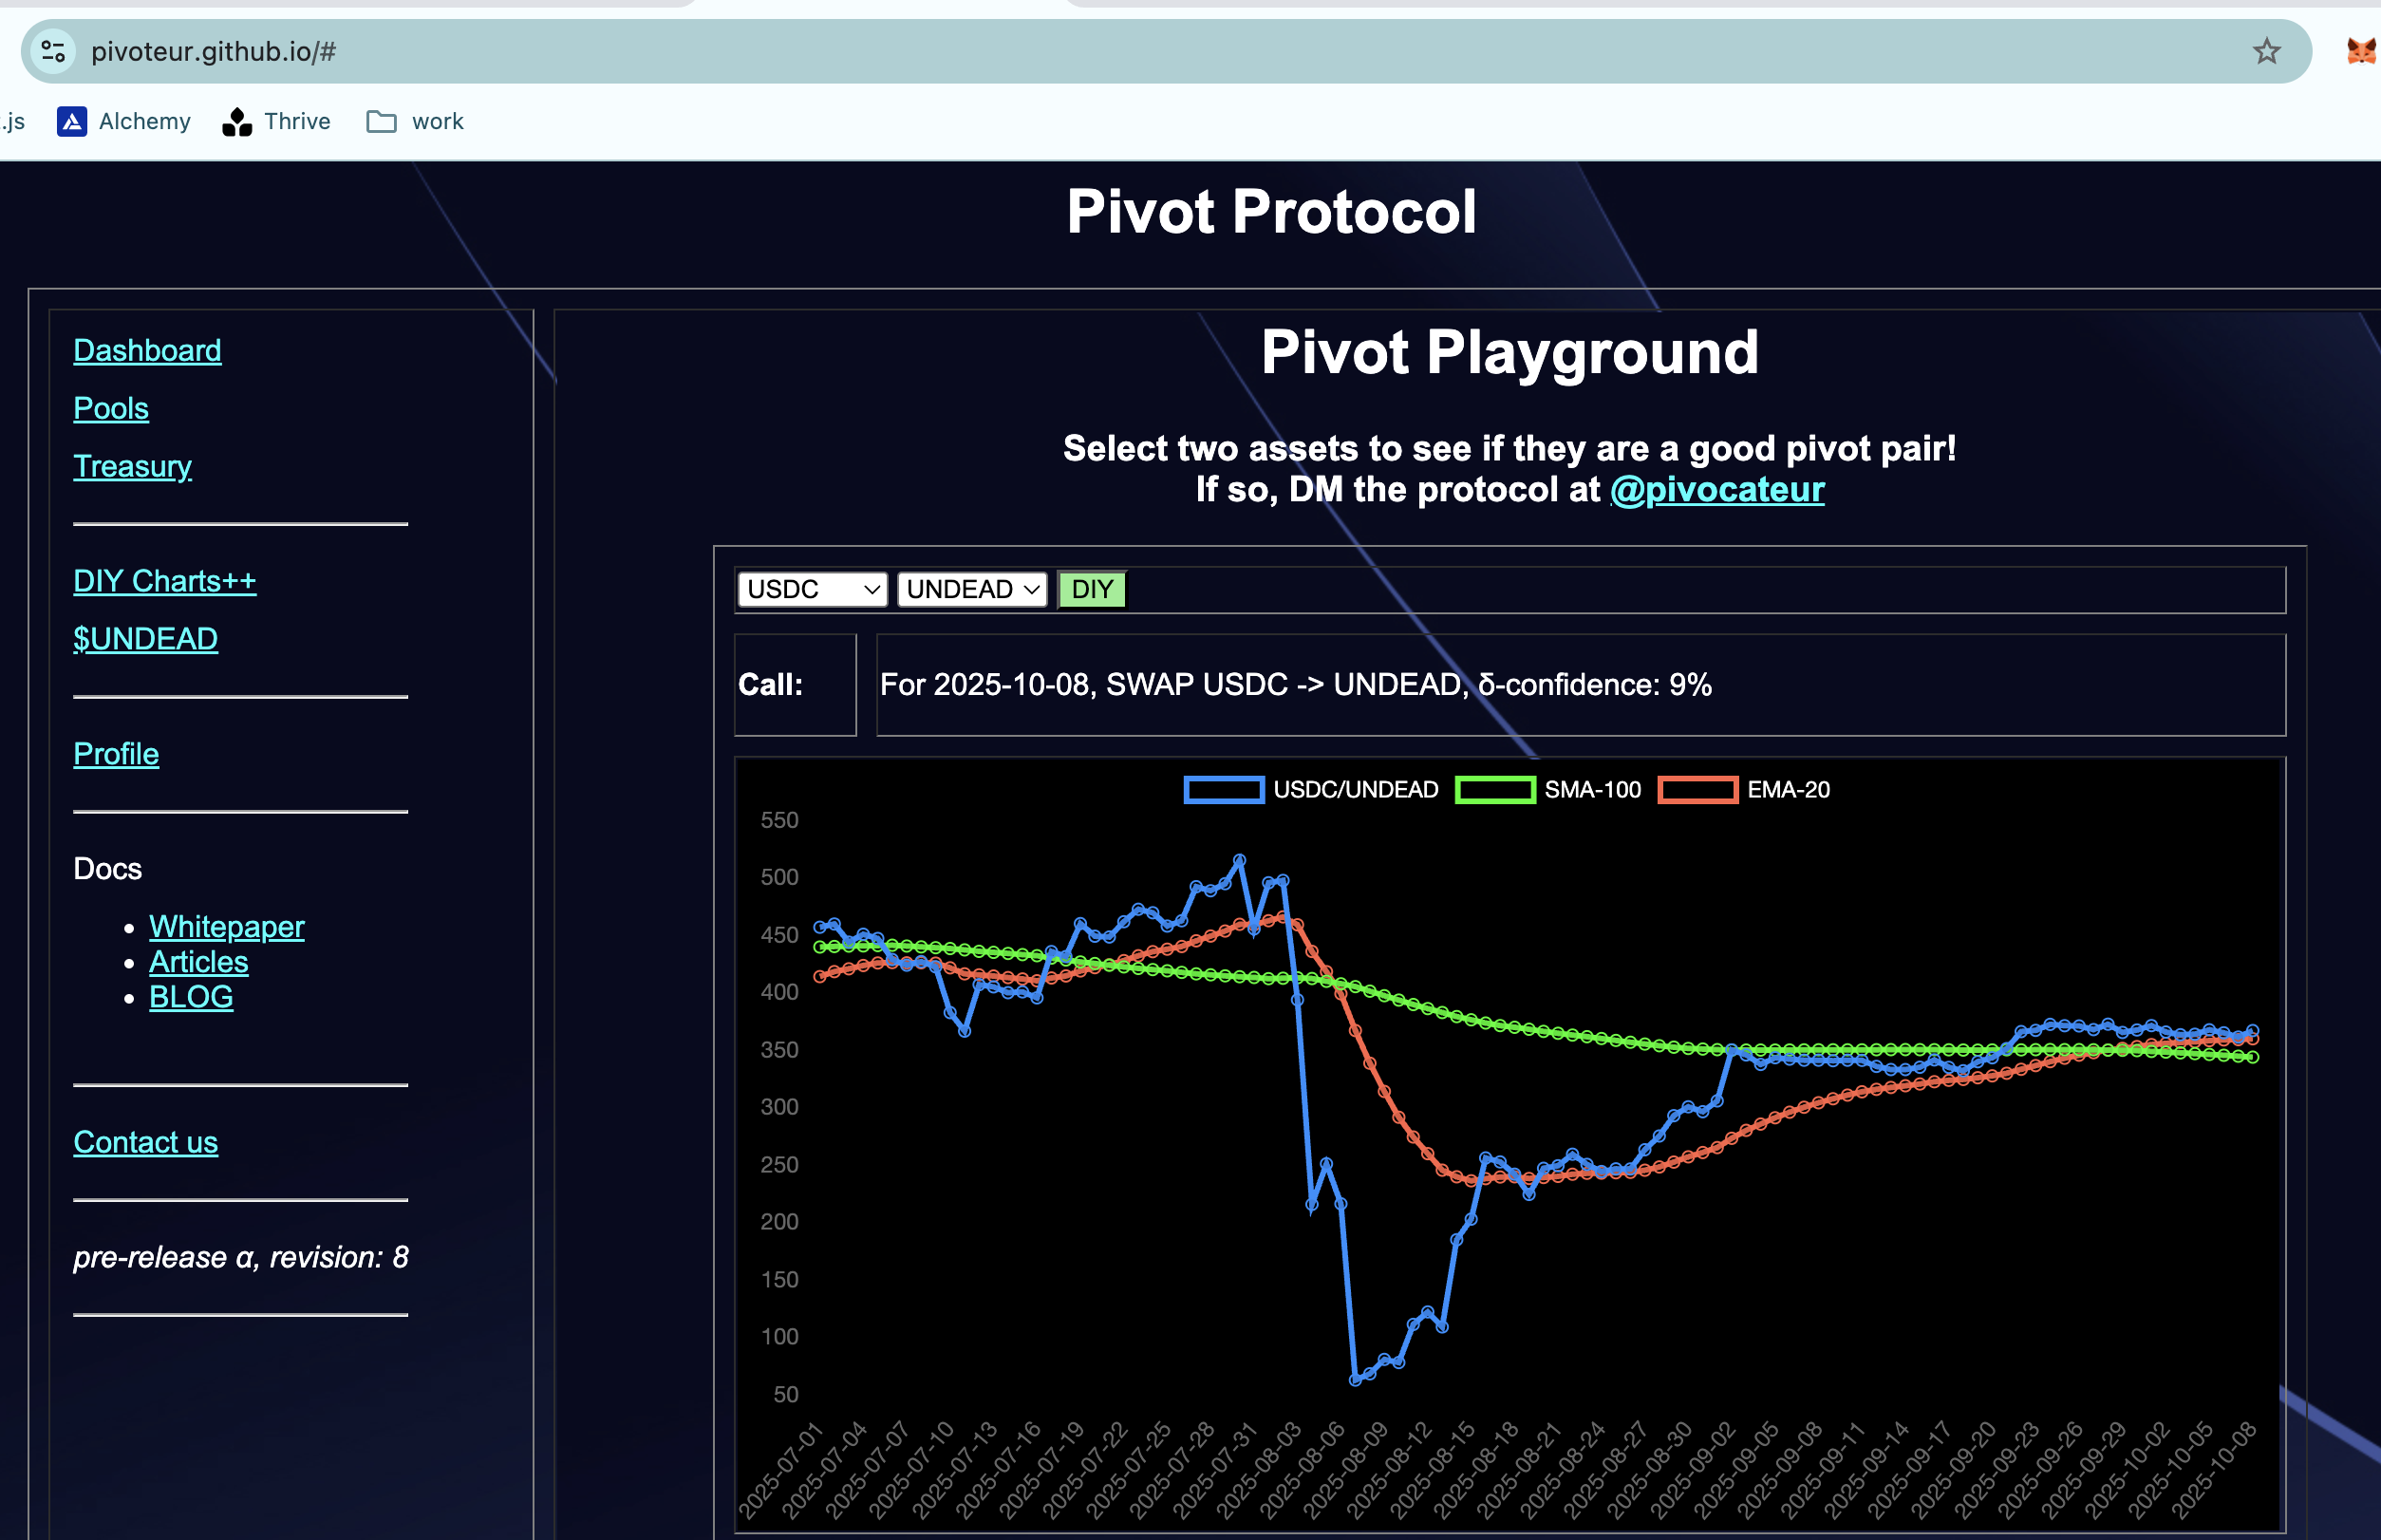 pivoteur.github.io/#
.js
Alchemy
Thrive
work
Pivot Protocol
Dashboard
Pools
Treasury
DIY Charts++
$UNDEAD
Profile
Docs
Whitepaper
Articles
BLOG
Contact us
pre-release α, revision: 8
Pivot Playground
Select two assets to see if they are a good pivot pair!
If so, DM the protocol at @pivocateur
USDC UNDEAD DIY
Call: For 2025-10-08, SWAP USDC -> UNDEAD, δ-confidence: 9%
USDC/UNDEAD SMA-100 EMA-20
550
500
450
400
350
300
250
200
150
100
50
2025-07-01
2025-07-04
2025-07-07
2025-07-10
2025-07-13
2025-07-16
2025-07-19
2025-07-22
2025-07-25
2025-07-28
2025-07-31
2025-08-03
2025-08-06
2025-08-09
2025-08-12
2025-08-15
2025-08-18
2025-08-21
2025-08-24
2025-08-27
2025-08-30
2025-09-02
2025-09-05
2025-09-08
2025-09-11
2025-09-14
2025-09-17
2025-09-20
2025-09-23
2025-09-26
2025-09-29
2025-10-02
2025-10-05
2025-10-08